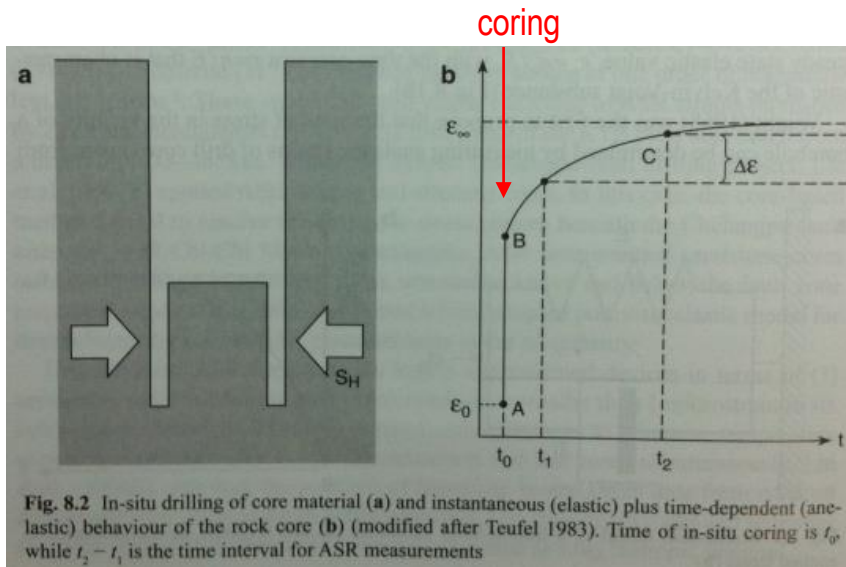 coring
a
b
S_H
ε∞
C
Δε
B
ε₀
A
t₀
t₁
t₂
t
Fig. 8.2 In-situ drilling of core material (a) and instantaneous (elastic) plus time-dependent (ane-
lastic) behaviour of the rock core (b) (modified after Teufel 1983). Time of in-situ coring is t₀,
while t₂ − t₁ is the time interval for ASR measurements